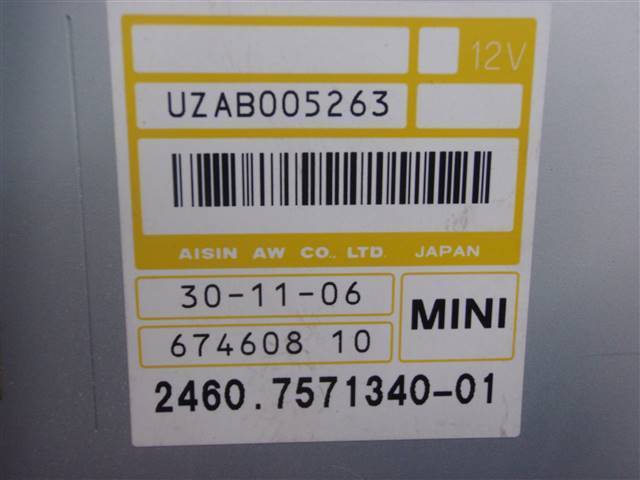 12V
UZAB005263
AISIN AW CO., LTD. JAPAN
30-11-06
MINI
674608 10
2460.7571340-01